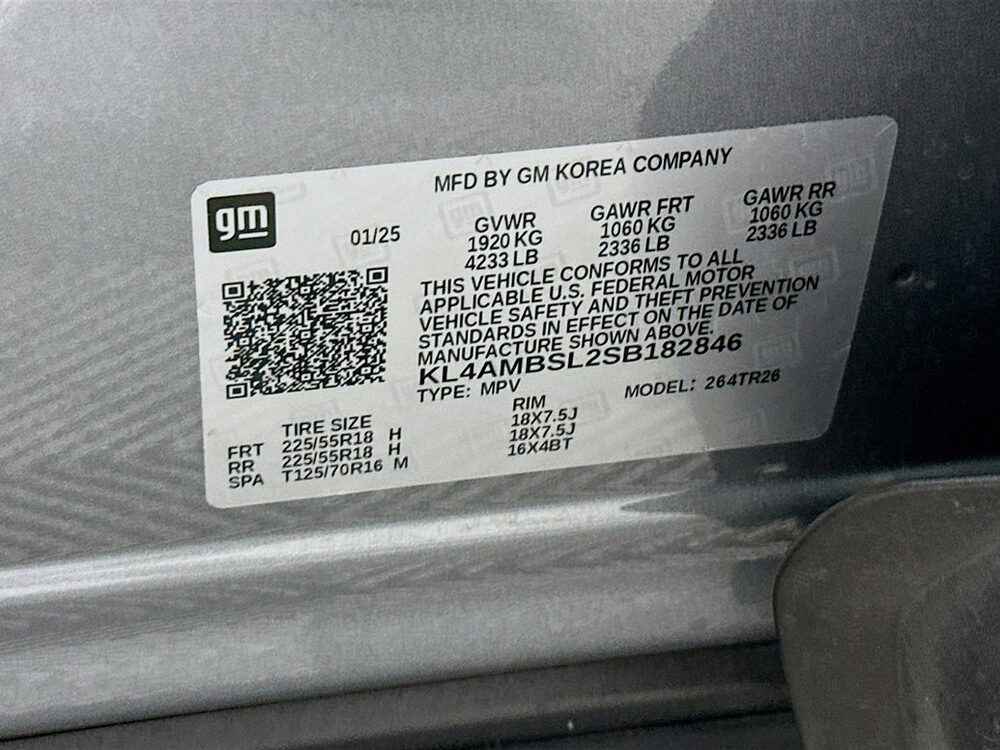 MFD BY GM KOREA COMPANY
gm
01/25
GVWR
1920 KG
4233 LB
GAWR FRT
1060 KG
2336 LB
GAWR RR
1060 KG
2336 LB
THIS VEHICLE CONFORMS TO ALL
APPLICABLE U.S. FEDERAL MOTOR
VEHICLE SAFETY AND THEFT PREVENTION
STANDARDS IN EFFECT ON THE DATE OF
MANUFACTURE SHOWN ABOVE.
KL4AMBSL2SB182846
TYPE: MPV
MODEL: 264TR26
TIRE SIZE
RIM
FRT 225/55R18 H 18X7.5J
RR 225/55R18 H 18X7.5J
SPA T125/70R16 M 16X4BT